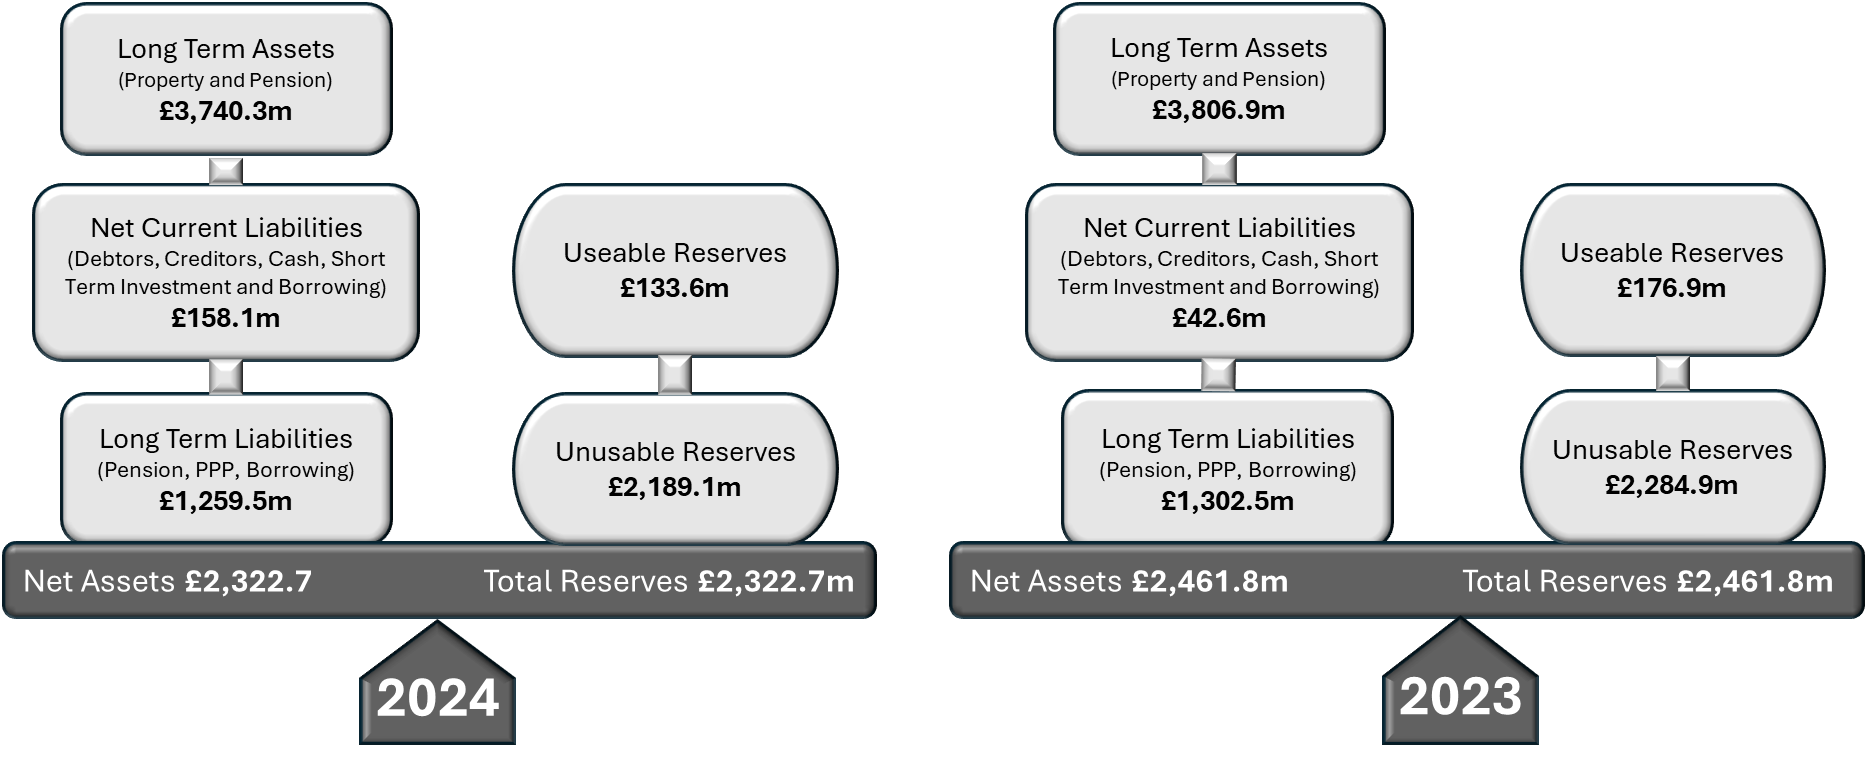 Long Term Assets
(Property and Pension)
£3,740.3m
Net Current Liabilities
(Debtors, Creditors, Cash, Short
Term Investment and Borrowing)
£158.1m
Long Term Liabilities
(Pension, PPP, Borrowing)
£1,259.5m
Useable Reserves
£133.6m
Unusable Reserves
£2,189.1m
Net Assets £2,322.7
Total Reserves £2,322.7m
2024
Long Term Assets
(Property and Pension)
£3,806.9m
Net Current Liabilities
(Debtors, Creditors, Cash, Short
Term Investment and Borrowing)
£42.6m
Long Term Liabilities
(Pension, PPP, Borrowing)
£1,302.5m
Useable Reserves
£176.9m
Unusable Reserves
£2,284.9m
Net Assets £2,461.8m
Total Reserves £2,461.8m
2023